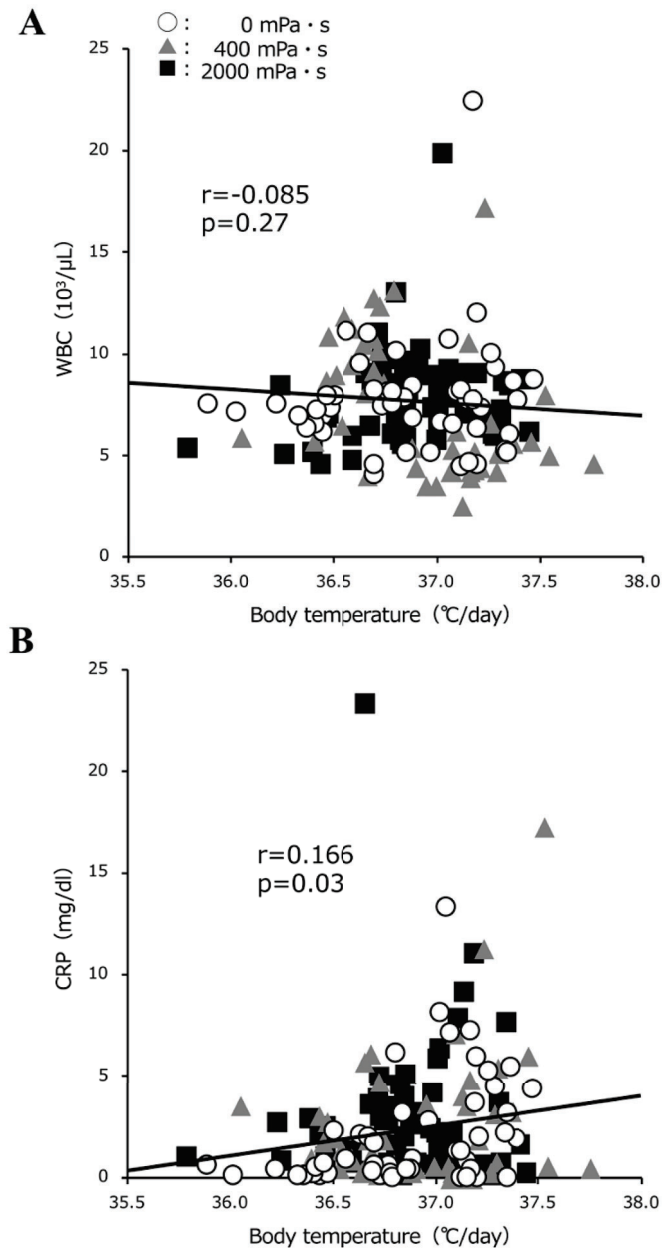 A
○ : 0 mPa・s
▲ : 400 mPa・s
■ : 2000 mPa・s
25
20
15
10
5
0
WBC (10³/μL)
r=-0.085
p=0.27
35.5 36.0 36.5 37.0 37.5 38.0
Body temperature (℃/day)
B
25
20
15
10
5
0
CRP (mg/dl)
r=0.166
p=0.03
35.5 36.0 36.5 37.0 37.5 38.0
Body temperature (℃/day)